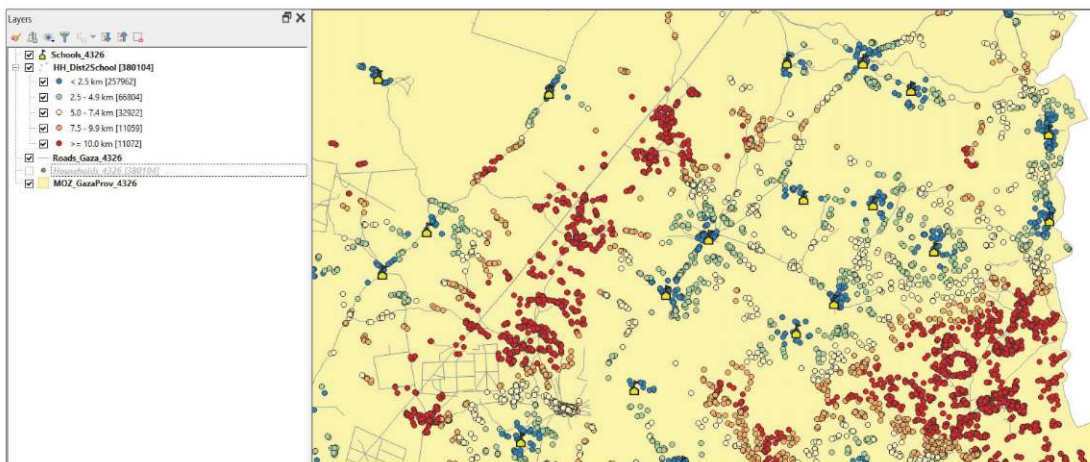 Layers
Schools_4326
HH_Dist2School [380104]
< 2.5 km [257962]
2.5 - 4.9 km [66804]
5.0 - 7.4 km [32922]
7.5 - 9.9 km [11059]
>= 10.0 km [11072]
Roads_Gaza_4326
Households_4326 [380104]
MOZ_GazaProv_4326